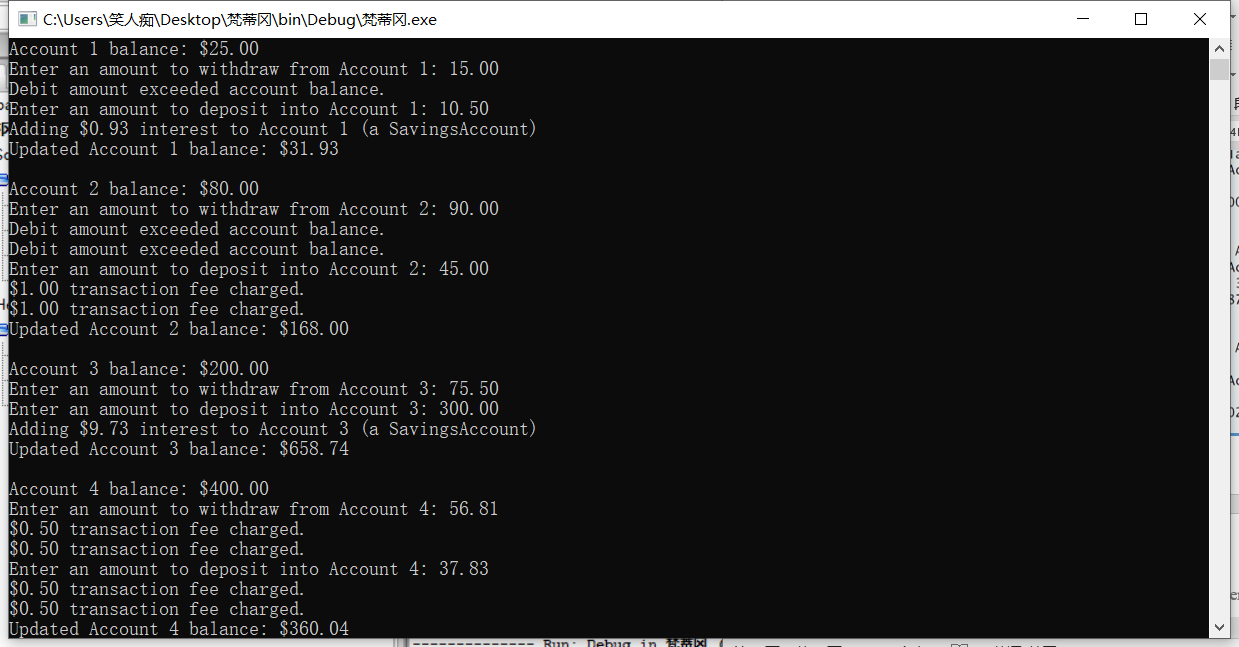 C:\Users\笑人痴\Desktop\梵蒂冈\bin\Debug\梵蒂冈.exe
Account 1 balance: $25.00
Enter an amount to withdraw from Account 1: 15.00
Debit amount exceeded account balance.
Enter an amount to deposit into Account 1: 10.50
Adding $0.93 interest to Account 1 (a SavingsAccount)
Updated Account 1 balance: $31.93
Account 2 balance: $80.00
Enter an amount to withdraw from Account 2: 90.00
Debit amount exceeded account balance.
Debit amount exceeded account balance.
Enter an amount to deposit into Account 2: 45.00
$1.00 transaction fee charged.
$1.00 transaction fee charged.
Updated Account 2 balance: $168.00
Account 3 balance: $200.00
Enter an amount to withdraw from Account 3: 75.50
Enter an amount to deposit into Account 3: 300.00
Adding $9.73 interest to Account 3 (a SavingsAccount)
Updated Account 3 balance: $658.74
Account 4 balance: $400.00
Enter an amount to withdraw from Account 4: 56.81
$0.50 transaction fee charged.
$0.50 transaction fee charged.
Enter an amount to deposit into Account 4: 37.83
$0.50 transaction fee charged.
$0.50 transaction fee charged.
Updated Account 4 balance: $360.04
-------------- Run: Debug in 梵蒂冈 (